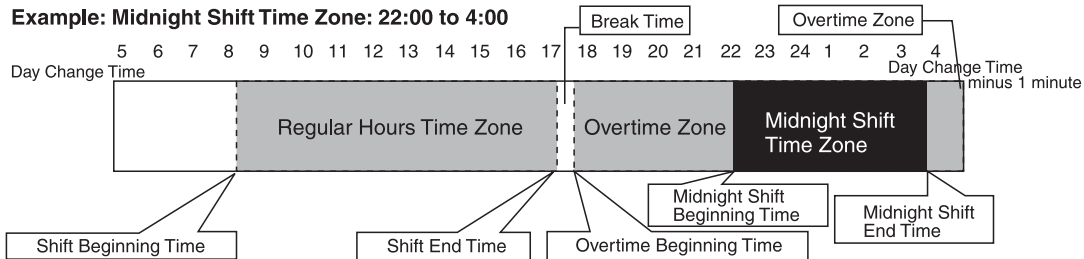 Example: Midnight Shift Time Zone: 22:00 to 4:00
Break Time
Overtime Zone
5 6 7 8 9 10 11 12 13 14 15 16 17 18 19 20 21 22 23 24 1 2 3 4
Day Change Time
Day Change Time
minus 1 minute
Regular Hours Time Zone
Overtime Zone
Midnight Shift
Time Zone
Shift Beginning Time
Shift End Time
Overtime Beginning Time
Midnight Shift
Beginning Time
Midnight Shift
End Time